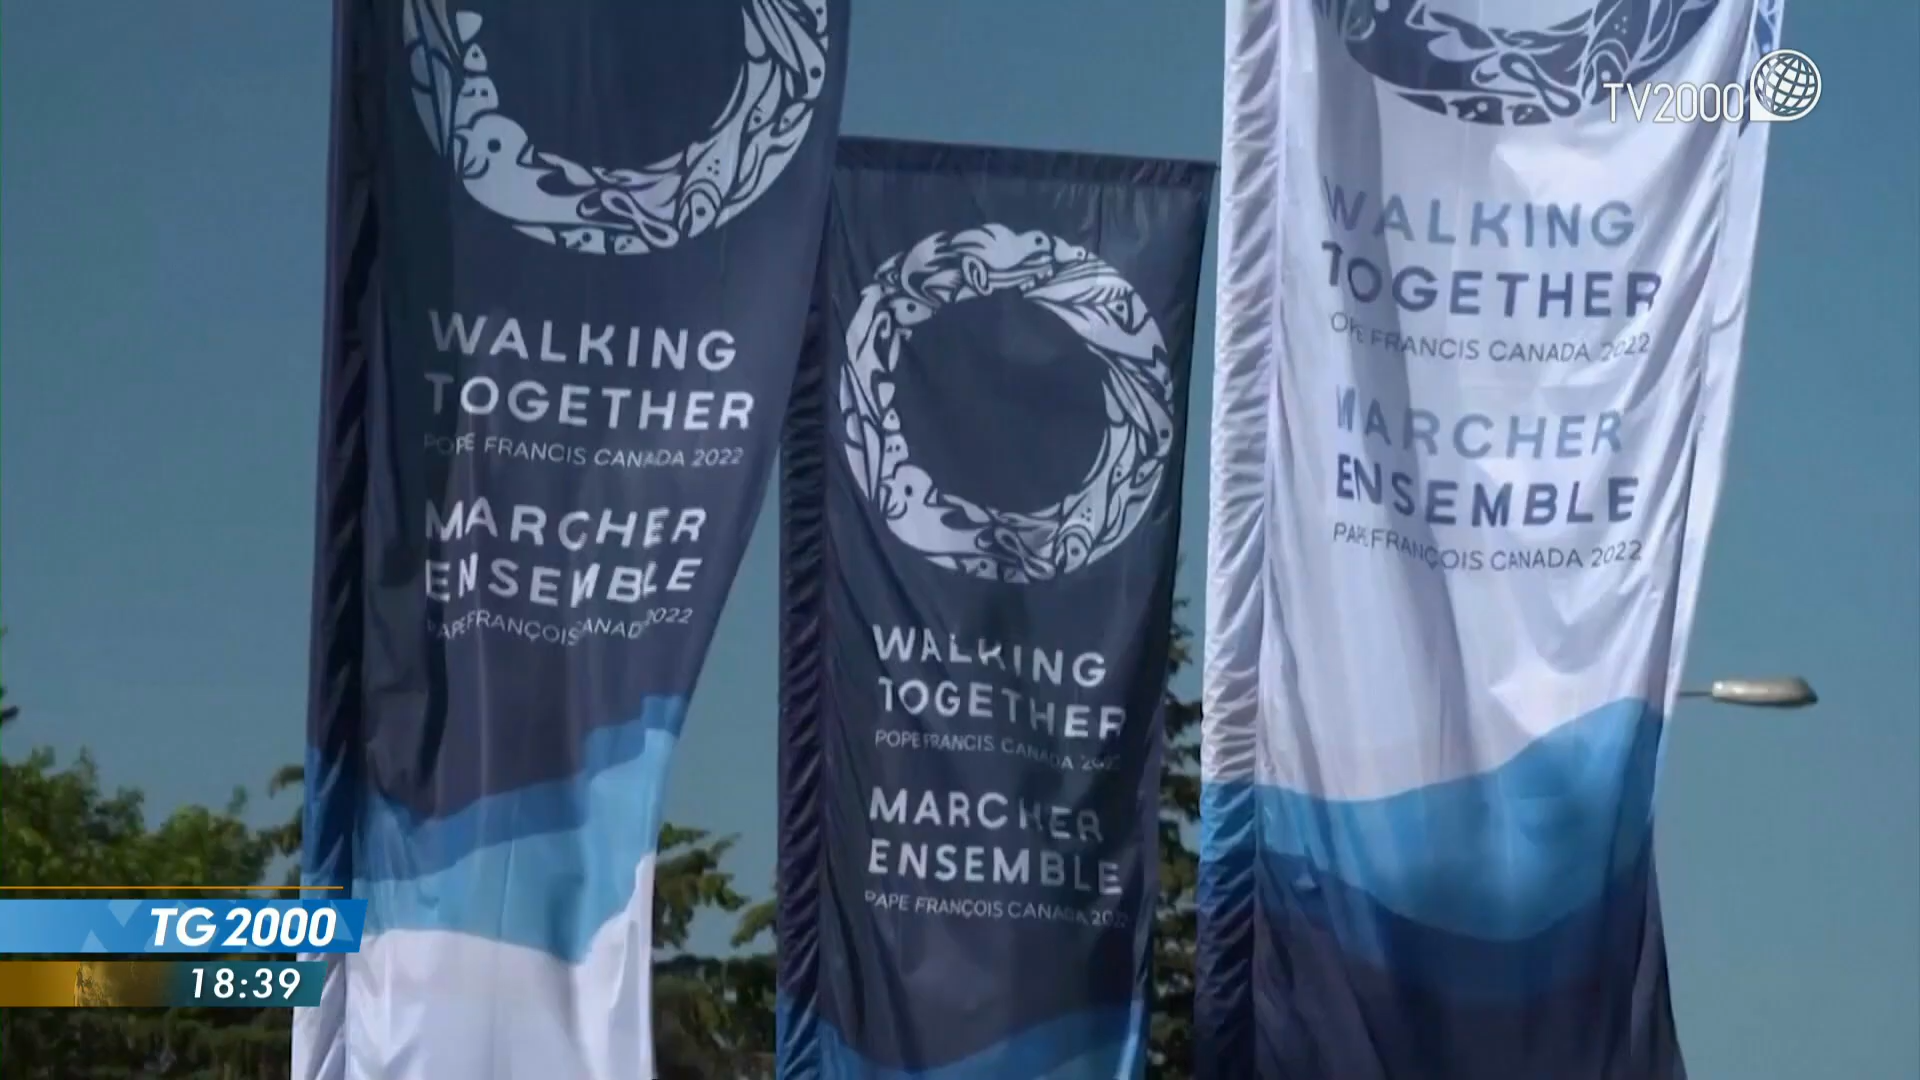 WALKING
TOGETHER
POPE FRANCIS CANADA 2022
MARCHER
ENSEMBLE
PAPE FRANÇOIS CANADA 2022
WALKING
TOGETHER
POPE FRANCIS CANADA 2022
MARCHER
ENSEMBLE
PAPE FRANÇOIS CANADA 2022
WALKING
TOGETHER
POPE FRANCIS CANADA 2022
MARCHER
ENSEMBLE
PAPE FRANÇOIS CANADA 2022
TV2000
TG 2000
18:39